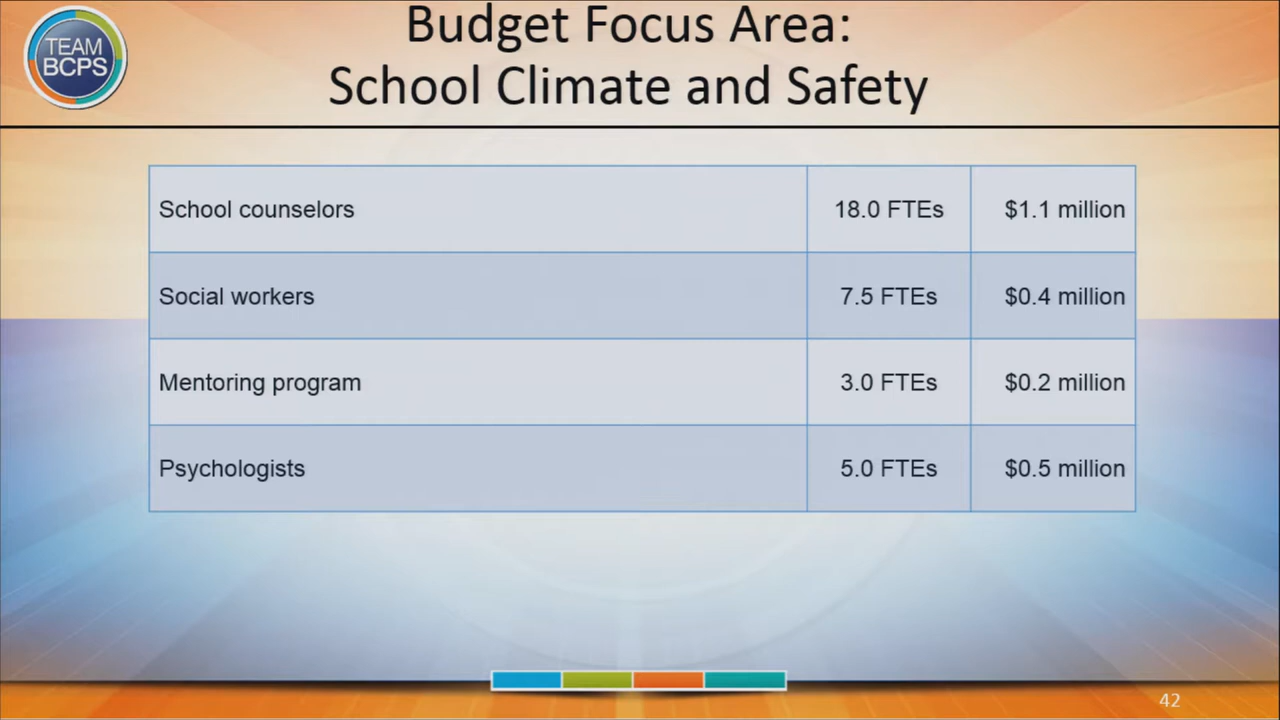 TEAM
BCPS
Budget Focus Area:
School Climate and Safety
School counselors 18.0 FTEs $1.1 million
Social workers 7.5 FTEs $0.4 million
Mentoring program 3.0 FTEs $0.2 million
Psychologists 5.0 FTEs $0.5 million
42